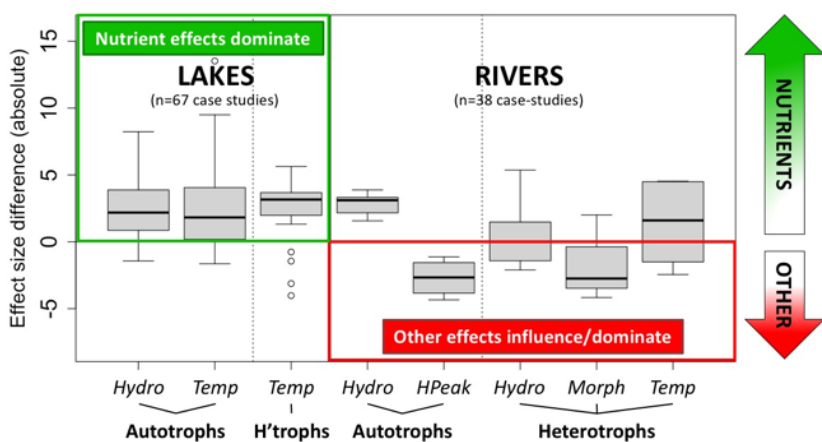 Nutrient effects dominate
LAKES
(n=67 case studies)
RIVERS
(n=38 case-studies)
Effect size difference (absolute)
15
10
5
0
-5
Other effects influence/dominate
NUTRIENTS
OTHER
Hydro Temp Temp Hydro HPeak Hydro Morph Temp
Autotrophs H'trophs Autotrophs Heterotrophs